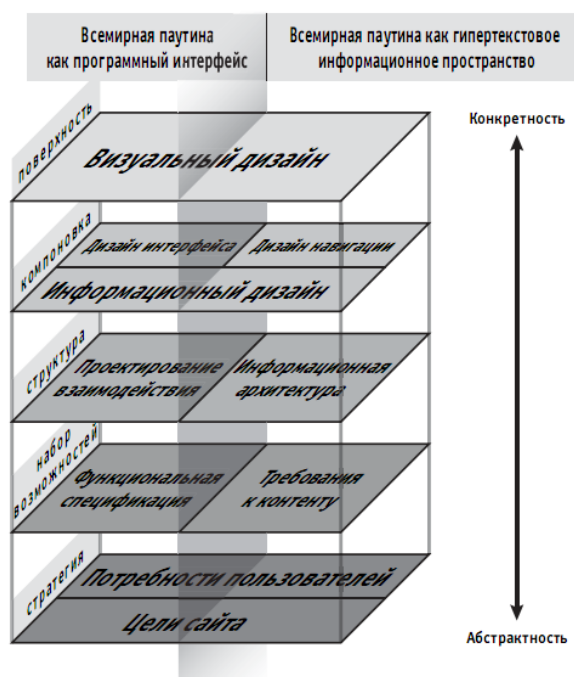 Всемирная паутина
как программный интерфейс
Всемирная паутина как гипертекстовое
информационное пространство
Конкретность
поверхность
Визуальный дизайн
компоновка
Дизайн интерфейса
Дизайн навигации
Информационный дизайн
структура
Проектирование
взаимодействия
Информационная
архитектура
набор
возможностей
Функциональная
спецификация
Требования
к контенту
стратегия
Потребности пользователей
Цели сайта
Абстрактность